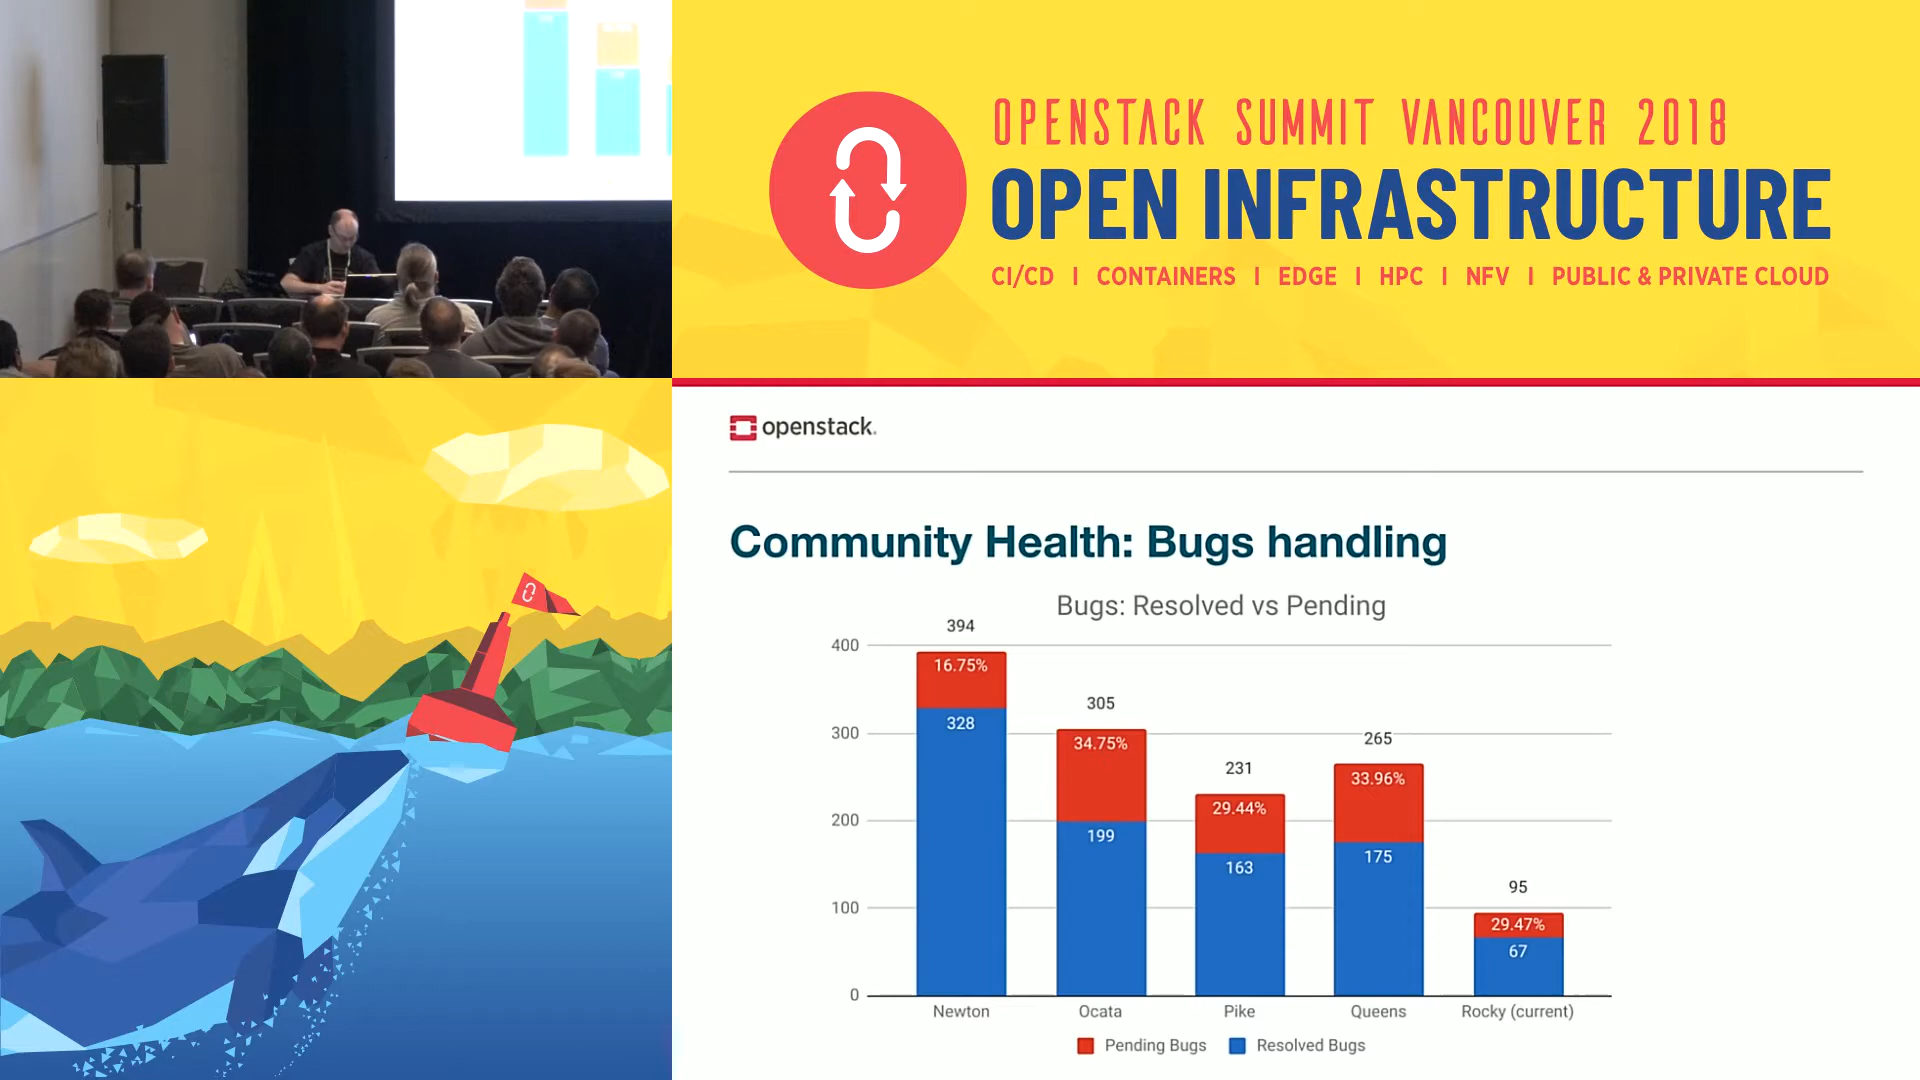 OPENSTACK SUMMIT VANCOUVER 2018
OPEN INFRASTRUCTURE
CI/CD | CONTAINERS | EDGE | HPC | NFV | PUBLIC & PRIVATE CLOUD
openstack.
Community Health: Bugs handling
Bugs: Resolved vs Pending
400
300
200
100
0
394
16.75%
328
305
34.75%
199
231
29.44%
163
265
33.96%
175
95
29.47%
67
Newton
Ocata
Pike
Queens
Rocky (current)
Pending Bugs
Resolved Bugs